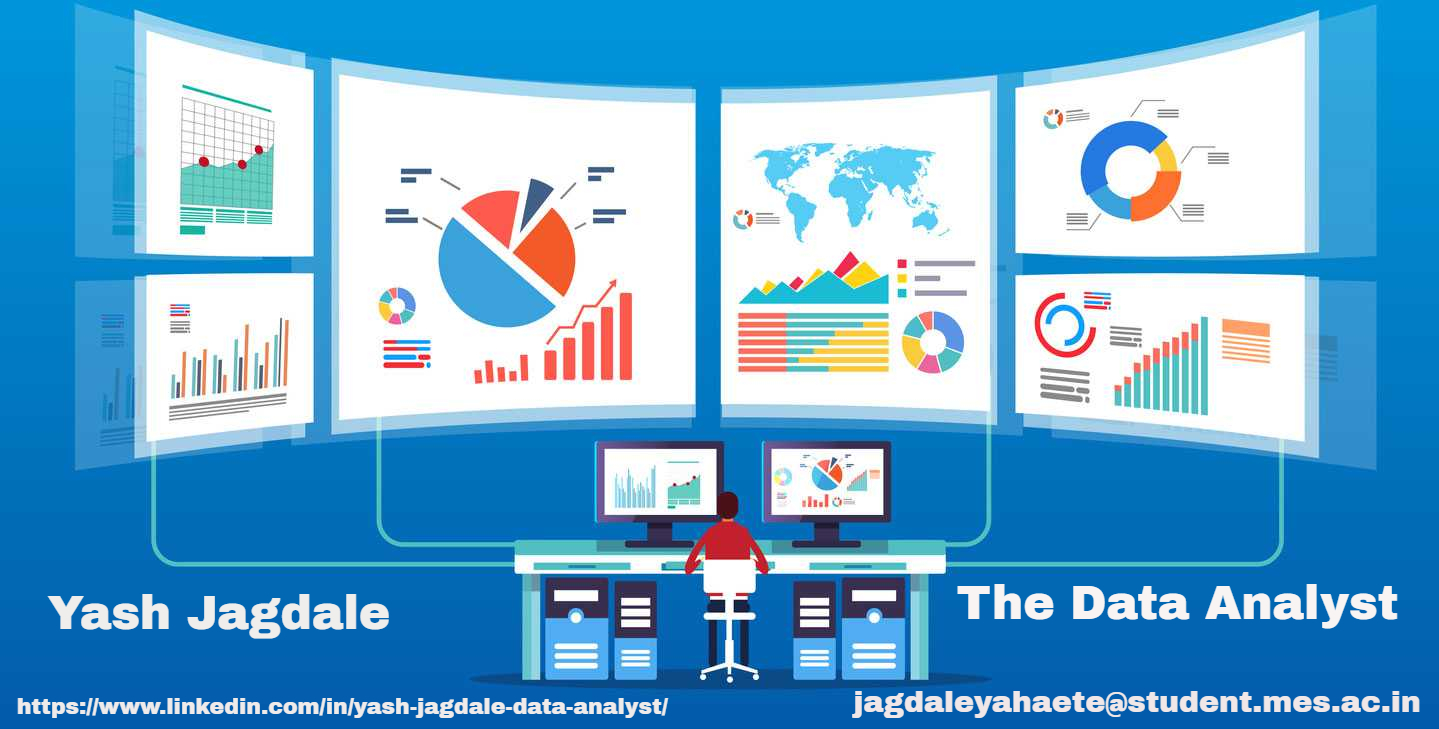 Yash Jagdale
The Data Analyst
https://www.linkedin.com/in/yash-jagdale-data-analyst/
jagdaleyahaete@student.mes.ac.in